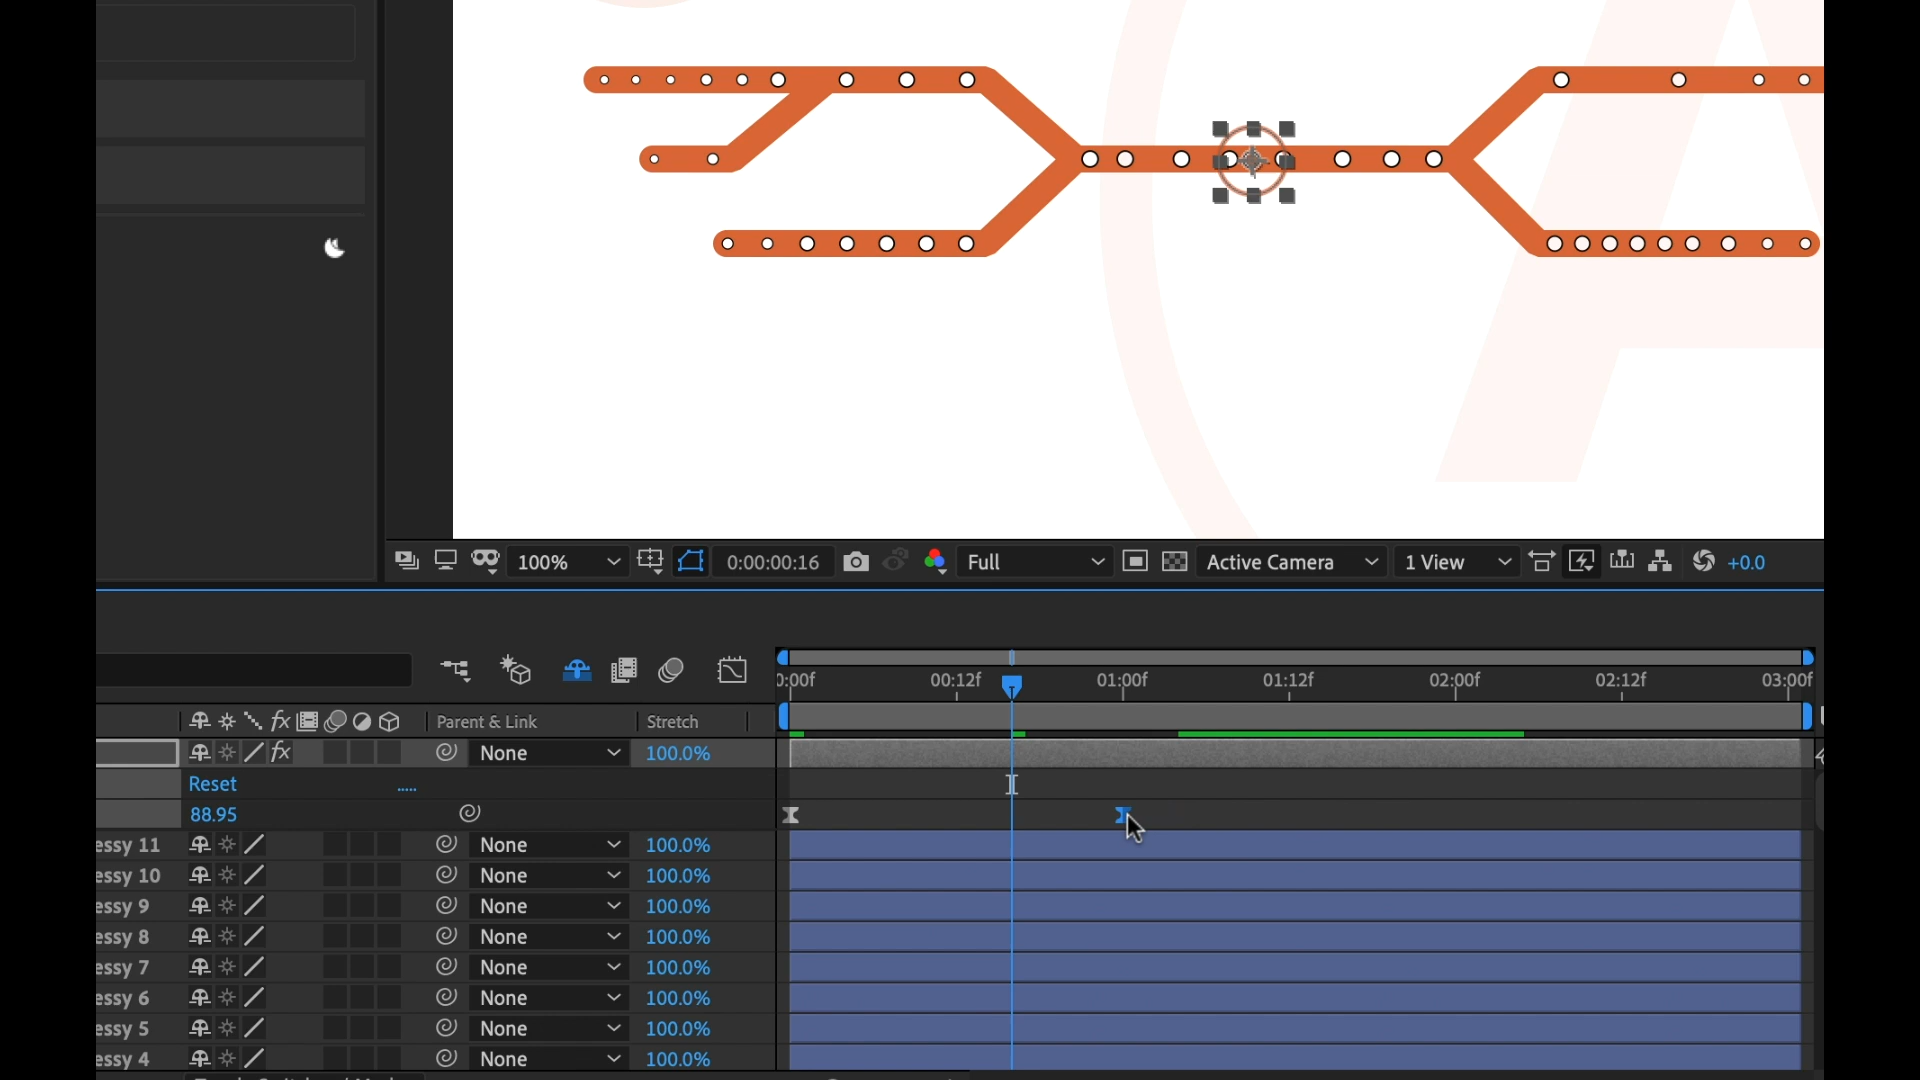 100%
0:00:00:16
Full
Active Camera
1 View
+0.0
0:00f
00:12f
01:00f
01:12f
02:00f
02:12f
03:00f
fx
Parent & Link
Stretch
fx
None
100.0%
Reset
.....
88.95
essy 11
None
100.0%
essy 10
None
100.0%
essy 9
None
100.0%
essy 8
None
100.0%
essy 7
None
100.0%
essy 6
None
100.0%
essy 5
None
100.0%
essy 4
None
100.0%